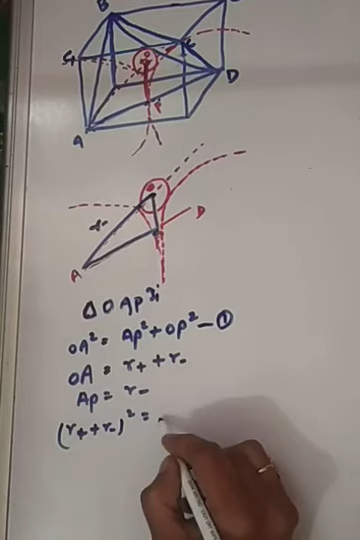 B
C
D
A
P
A
D
Δ OAP
OA² = AP² + OP² — ①
OA = r₊ + r₋
AP = r₋
(r₊ + r₋)² =